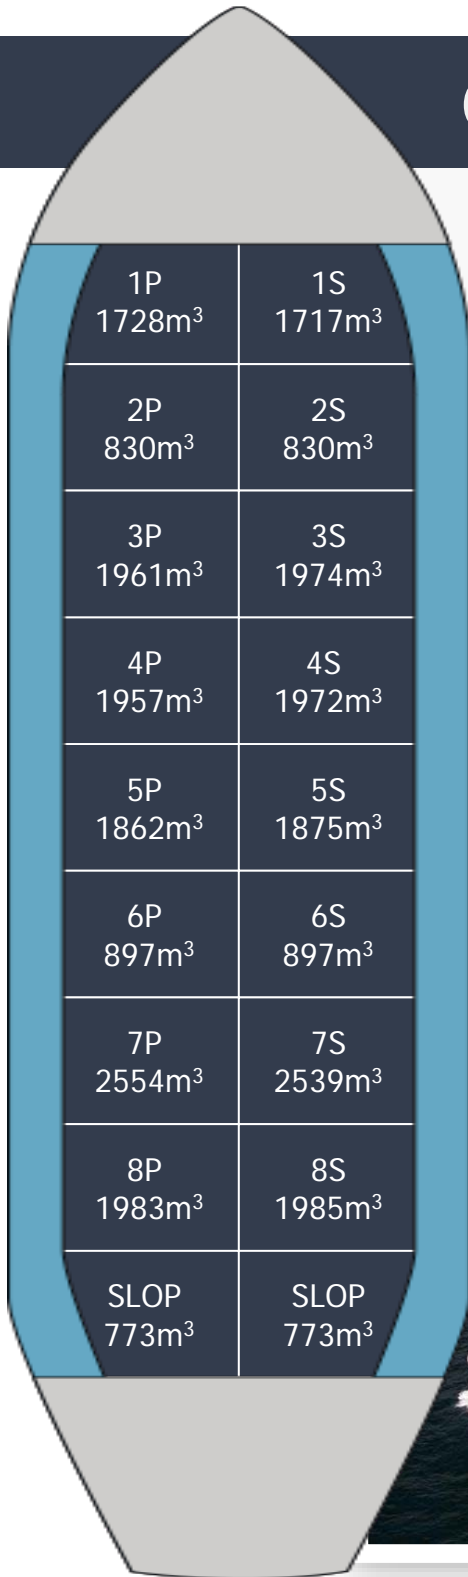 1P
1728m³
1S
1717m³
2P
830m³
2S
830m³
3P
1961m³
3S
1974m³
4P
1957m³
4S
1972m³
5P
1862m³
5S
1875m³
6P
897m³
6S
897m³
7P
2554m³
7S
2539m³
8P
1983m³
8S
1985m³
SLOP
773m³
SLOP
773m³